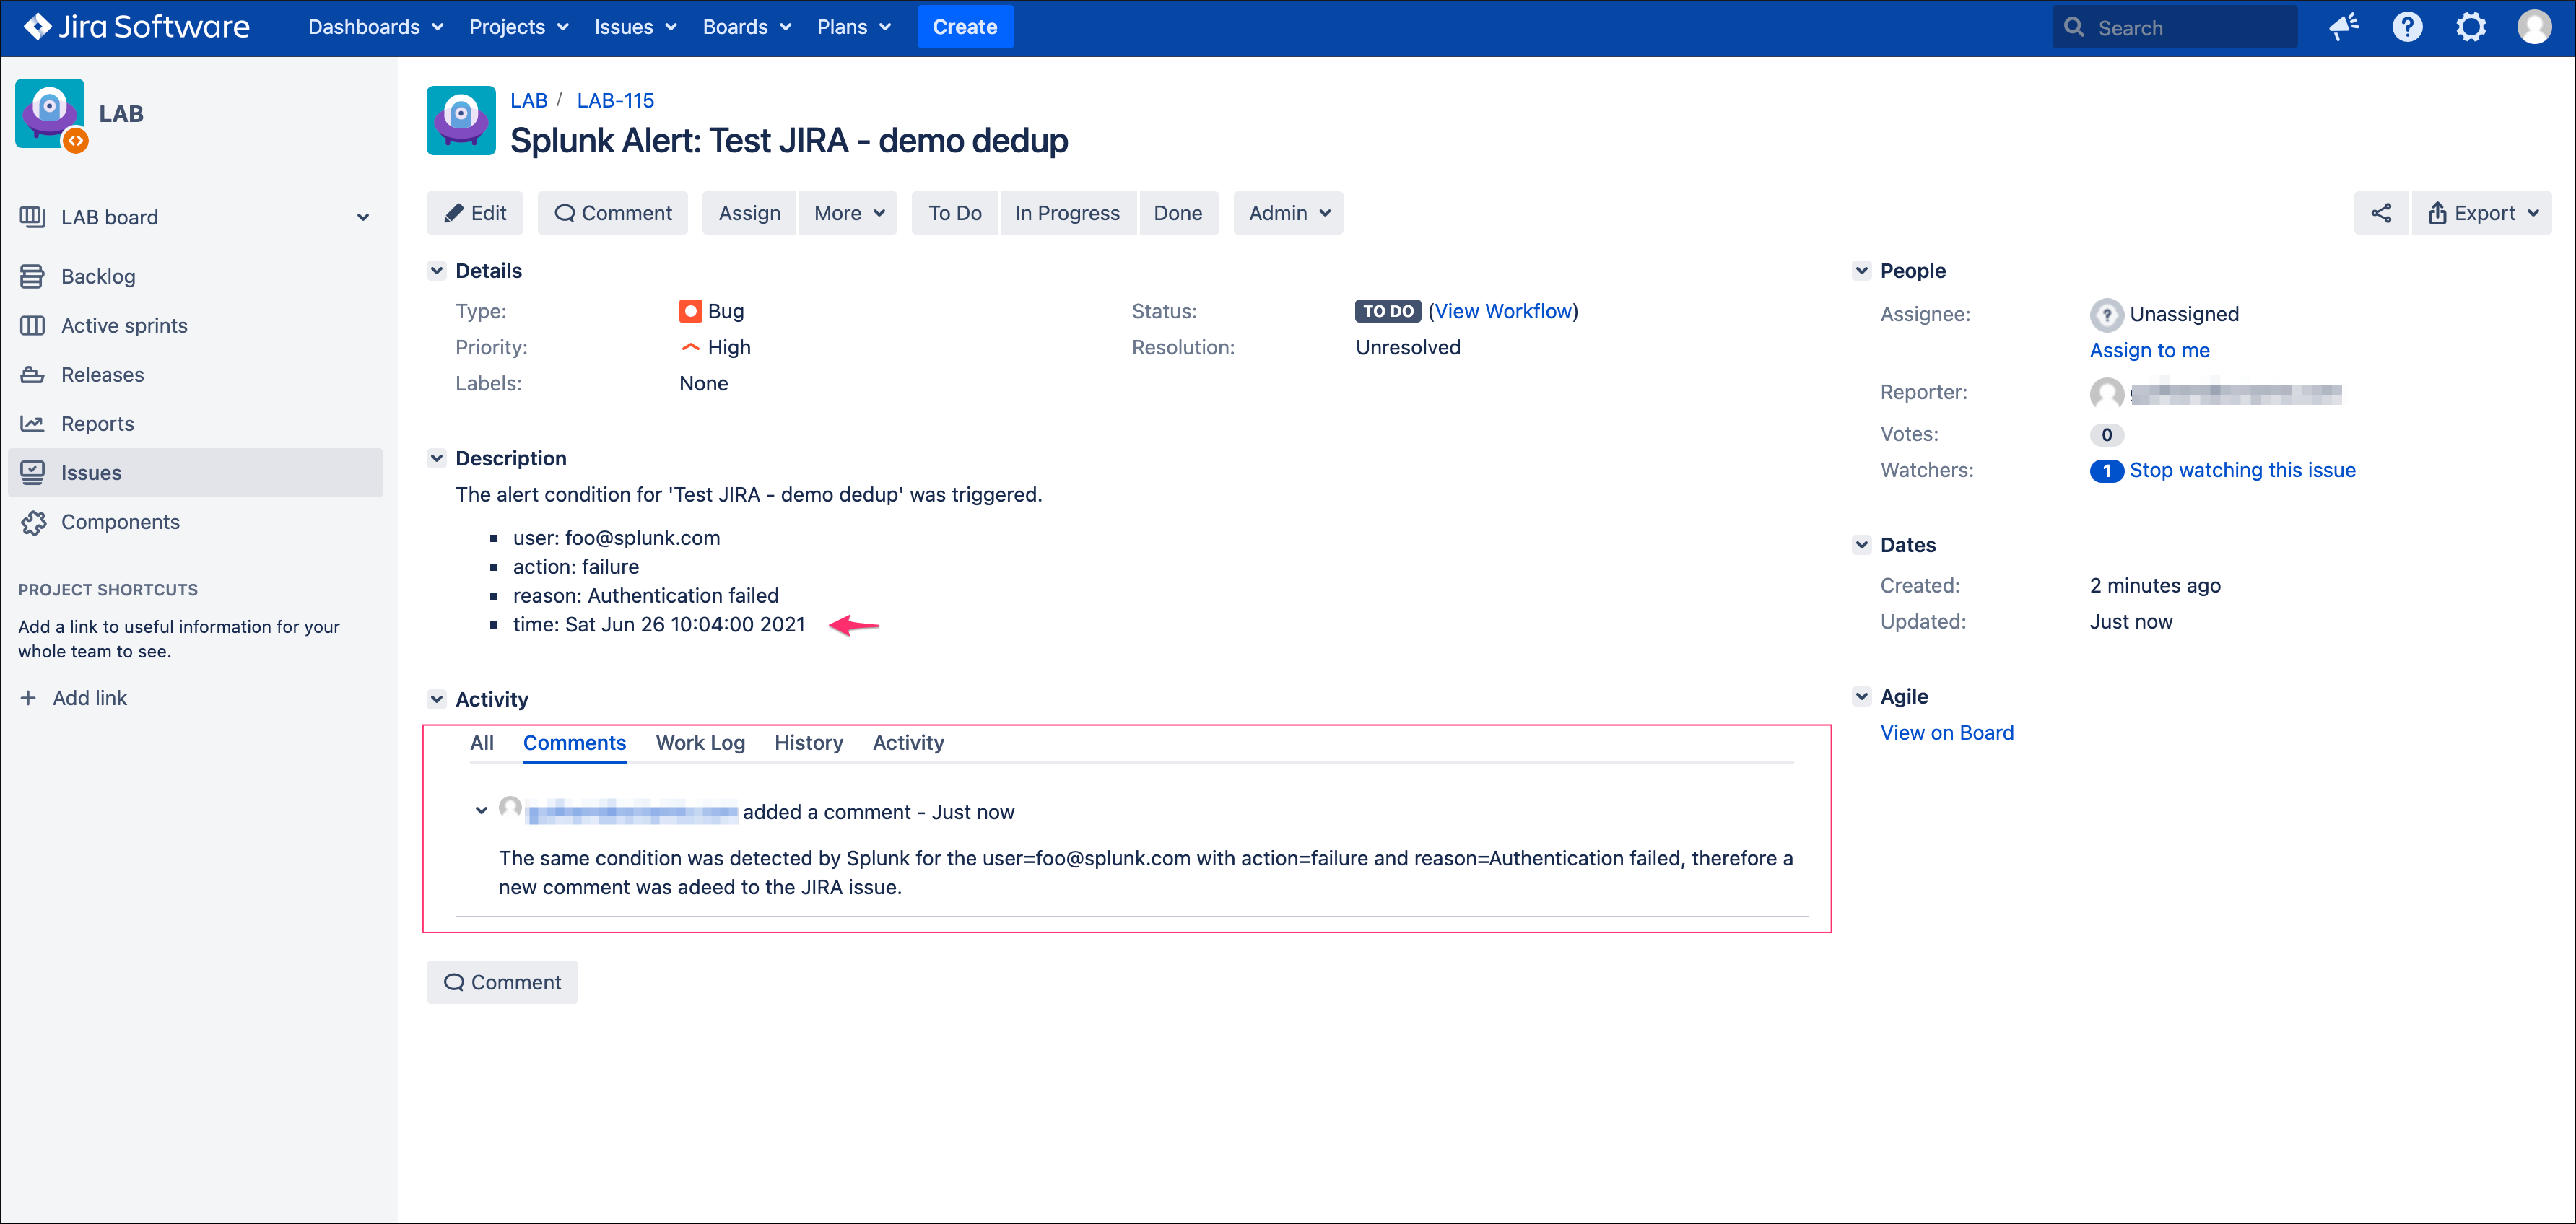 Jira Software Dashboards Projects Issues Boards Plans Create Search
LAB
LAB board
Backlog
Active sprints
Releases
Reports
Issues
Components
PROJECT SHORTCUTS
Add a link to useful information for your
whole team to see.
+ Add link
LAB / LAB-115
Splunk Alert: Test JIRA - demo dedup
Edit Comment Assign More To Do In Progress Done Admin Export
Details
Type: Bug Status: TO DO (View Workflow)
Priority: High Resolution: Unresolved
Labels: None
Description
The alert condition for 'Test JIRA - demo dedup' was triggered.
▪ user: foo@splunk.com
▪ action: failure
▪ reason: Authentication failed
▪ time: Sat Jun 26 10:04:00 2021
Activity
All Comments Work Log History Activity
added a comment - Just now
The same condition was detected by Splunk for the user=foo@splunk.com with action=failure and reason=Authentication failed, therefore a
new comment was adeed to the JIRA issue.
Comment
People
Assignee: Unassigned
Assign to me
Reporter:
Votes: 0
Watchers: 1 Stop watching this issue
Dates
Created: 2 minutes ago
Updated: Just now
Agile
View on Board